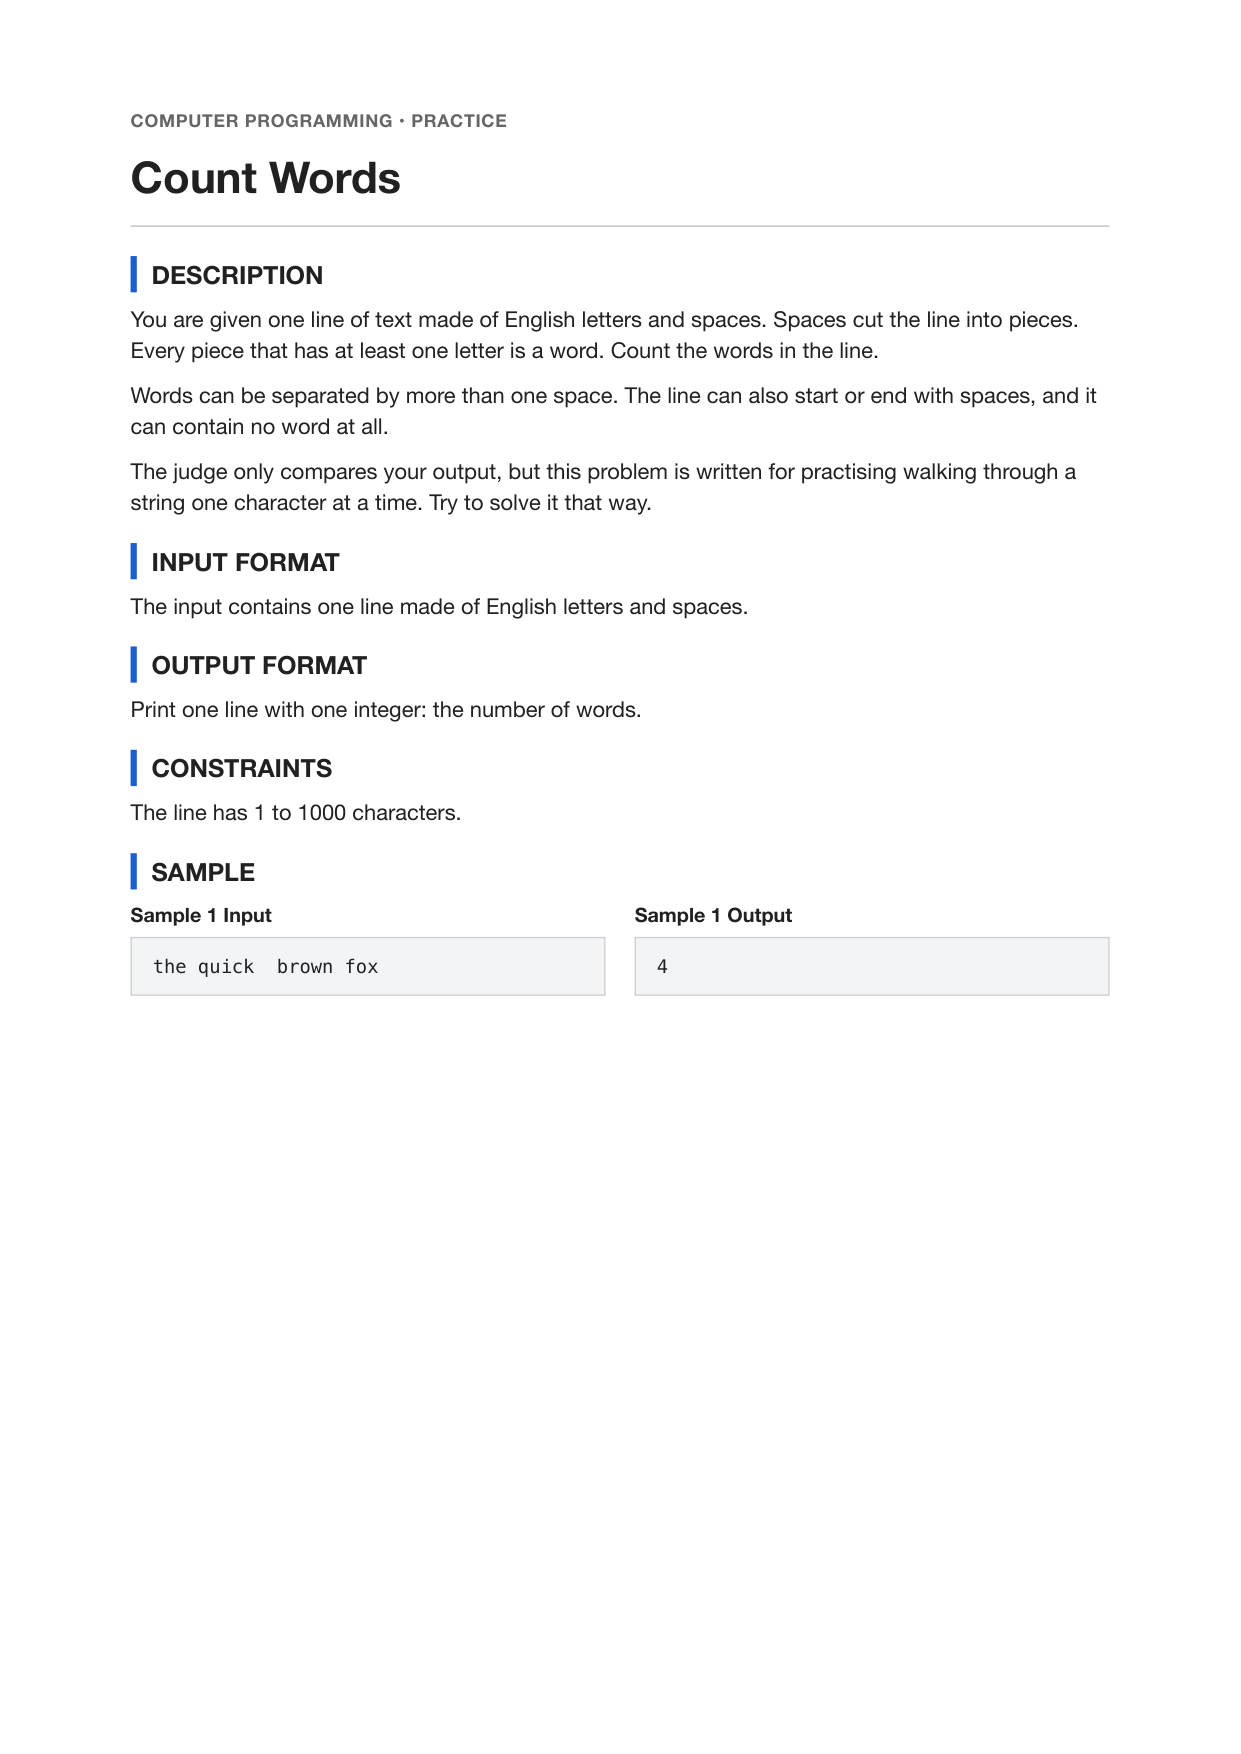 COMPUTER PROGRAMMING • PRACTICE
Count Words
DESCRIPTION
You are given one line of text made of English letters and spaces. Spaces cut the line into pieces.
Every piece that has at least one letter is a word. Count the words in the line.
Words can be separated by more than one space. The line can also start or end with spaces, and it
can contain no word at all.
The judge only compares your output, but this problem is written for practising walking through a
string one character at a time. Try to solve it that way.
INPUT FORMAT
The input contains one line made of English letters and spaces.
OUTPUT FORMAT
Print one line with one integer: the number of words.
CONSTRAINTS
The line has 1 to 1000 characters.
SAMPLE
Sample 1 Input
the quick  brown fox
Sample 1 Output
4